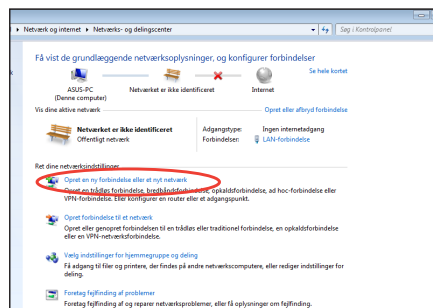 Netværk og internet ▸ Netværks- og delingscenter
Søg i Kontrolpanel
Få vist de grundlæggende netværksoplysninger, og konfigurer forbindelser
Se hele kortet
ASUS-PC
(Denne computer)
Netværket er ikke identificeret
Internet
Vis dine aktive netværk
Opret eller afbryd forbindelse
Netværket er ikke identificeret
Offentligt netværk
Adgangstype: Ingen internetadgang
Forbindelser: LAN-forbindelse
Ret dine netværksindstillinger
Opret en ny forbindelse eller et nyt netværk
Opret en trådløs forbindelse, bredbåndsforbindelse, opkaldsforbindelse, ad hoc-forbindelse eller
VPN-forbindelse. Eller konfigurer en router eller et adgangspunkt.
Opret forbindelse til et netværk
Opret eller genopret forbindelsen til en trådløs eller traditionel forbindelse, en opkaldsforbindelse
eller en VPN-netværksforbindelse.
Vælg indstillinger for hjemmegruppe og deling
Få adgang til filer og printere, der findes på andre netværkscomputere, eller rediger indstillinger for
deling.
Foretag fejlfinding af problemer
Foretag fejlfinding af og reparer netværksproblemer, eller få oplysninger om fejlfinding.